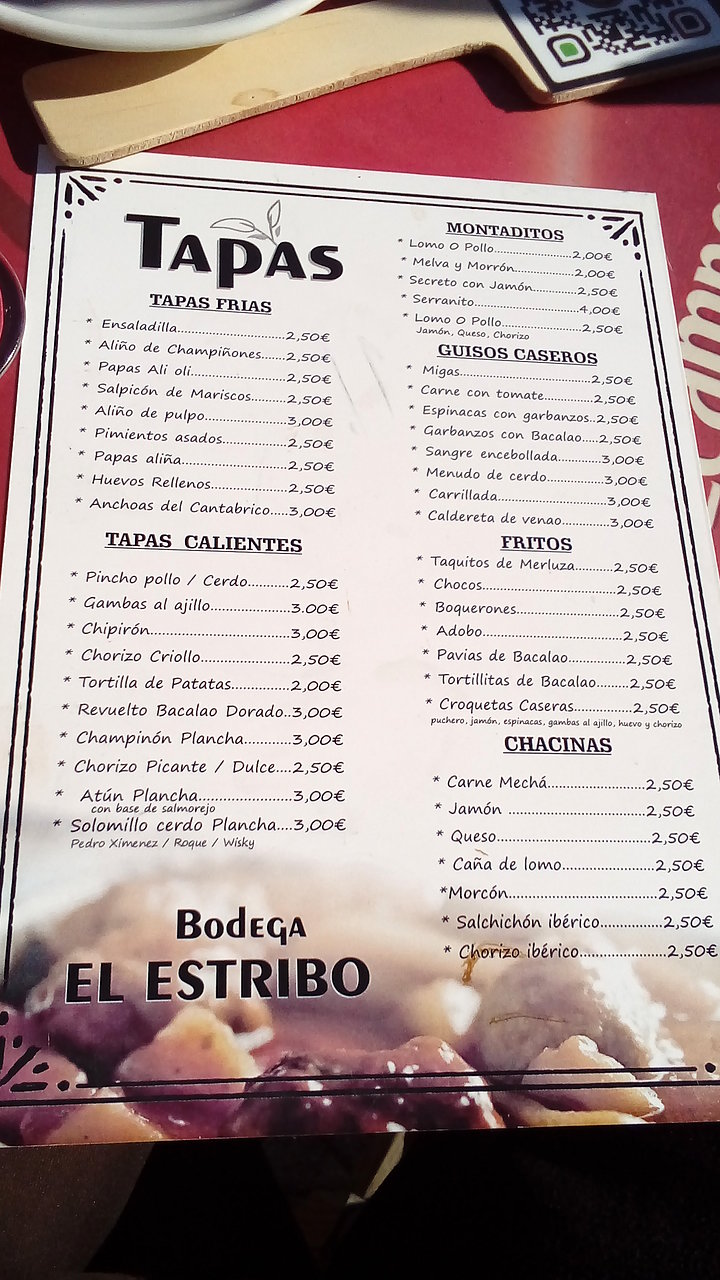 TAPAS
TAPAS FRIAS
* Ensaladilla..............................2,50€
* Aliño de Champiñones.......2,50€
* Papas Ali oli..........................2,50€
* Salpicón de Mariscos.........2,50€
* Aliño de pulpo......................3,00€
* Pimientos asados.................2,50€
* Papas aliña............................2,50€
* Huevos Rellenos....................2,50€
* Anchoas del Cantabrico.....3,00€
TAPAS CALIENTES
* Pincho pollo / Cerdo...........2,50€
* Gambas al ajillo.....................3.00€
* Chipirón....................................3,00€
* Chorizo Criollo.......................2,50€
* Tortilla de Patatas...............2,00€
* Revuelto Bacalao Dorado..3,00€
* Champinón Plancha............3,00€
* Chorizo Picante / Dulce....2,50€
* Atún Plancha........................3,00€
con base de salmorejo
* Solomillo cerdo Plancha....3,00€
Pedro Ximenez / Roque / Wisky
Bodega
EL ESTRIBO
MONTADITOS
* Lomo O Pollo.........................2,00€
* Melva y Morrón...................2,00€
* Secreto con Jamón..............2,50€
* Serranito..................................4,00€
* Lomo O Pollo..........................2,50€
Jamón, Queso, Chorizo
GUISOS CASEROS
* Migas........................................2,50€
* Carne con tomate...................2,50€
* Espinacas con garbanzos..2,50€
* Garbanzos con Bacalao.....2,50€
* Sangre encebollada............3,00€
* Menudo de cerdo................3,00€
* Carrillada...............................3,00€
* Caldereta de venao.............3,00€
FRITOS
* Taquitos de Merluza..........2,50€
* Chocos.....................................2,50€
* Boquerones............................2,50€
* Adobo.......................................2,50€
* Pavias de Bacalao..............2,50€
* Tortillitas de Bacalao........2,50€
* Croquetas Caseras..............2,50€
puchero, jamón, espinacas, gambas al ajillo, huevo y chorizo
CHACINAS
* Carne Mechá.........................2,50€
* Jamón ....................................2,50€
* Queso........................................2,50€
* Caña de lomo.........................2,50€
*Morcón.......................................2,50€
* Salchichón ibérico................2,50€
* Chorizo ibérico.......................2,50€